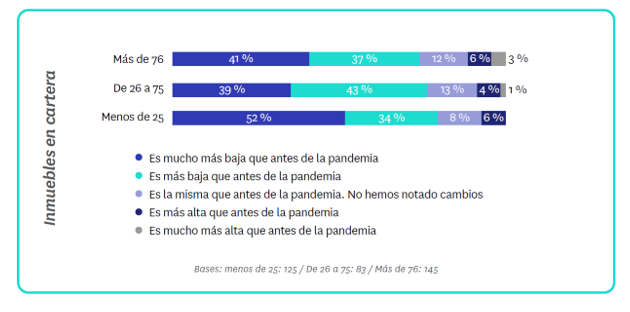 Inmuebles en cartera
Más de 76 41 % 37 % 12 % 6 % 3 %
De 26 a 75 39 % 43 % 13 % 4 % 1 %
Menos de 25 52 % 34 % 8 % 6 %
Es mucho más baja que antes de la pandemia
Es más baja que antes de la pandemia
Es la misma que antes de la pandemia. No hemos notado cambios
Es más alta que antes de la pandemia
Es mucho más alta que antes de la pandemia
Bases: menos de 25: 125 / De 26 a 75: 83 / Más de 76: 145